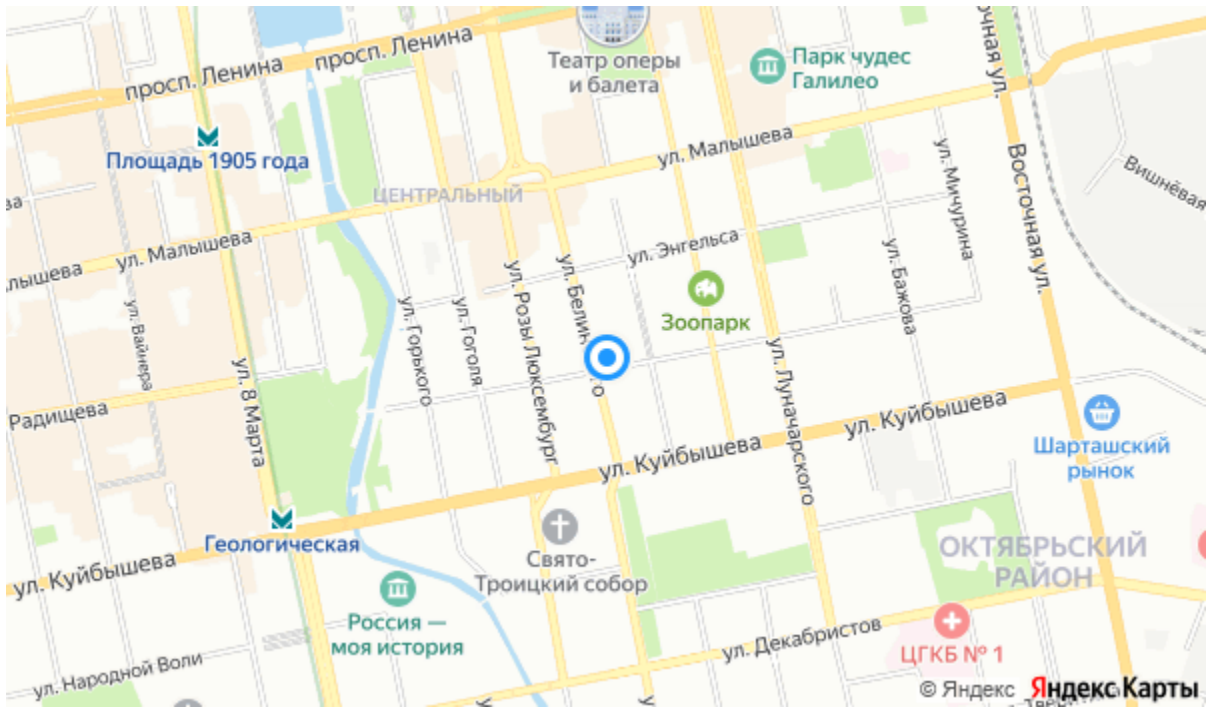 просп. Ленина
просп. Ленина
Театр оперы
и балета
Парк чудес
Галилео
Восточная ул.
ул. Малышева
Площадь 1905 года
ЦЕНТРАЛЬНЫЙ
ул. Мичурина
Вишнёвая
ул. Малышева
ул. Энгельса
ул. Бажова
ул. Вайнера
ул. Горького
ул. Гоголя
ул. Розы Люксембург
Зоопарк
ул. Луначарского
ул. 8 Марта
Радищева
ул. Куйбышева
ул. Куйбышева
Шарташский
рынок
Геологическая
ул. Куйбышева
Свято-
Троицкий собор
ОКТЯБРЬСКИЙ
РАЙОН
Россия —
моя история
ул. Декабристов
ЦГКБ № 1
ул. Народной Воли
© Яндекс Яндекс Карты